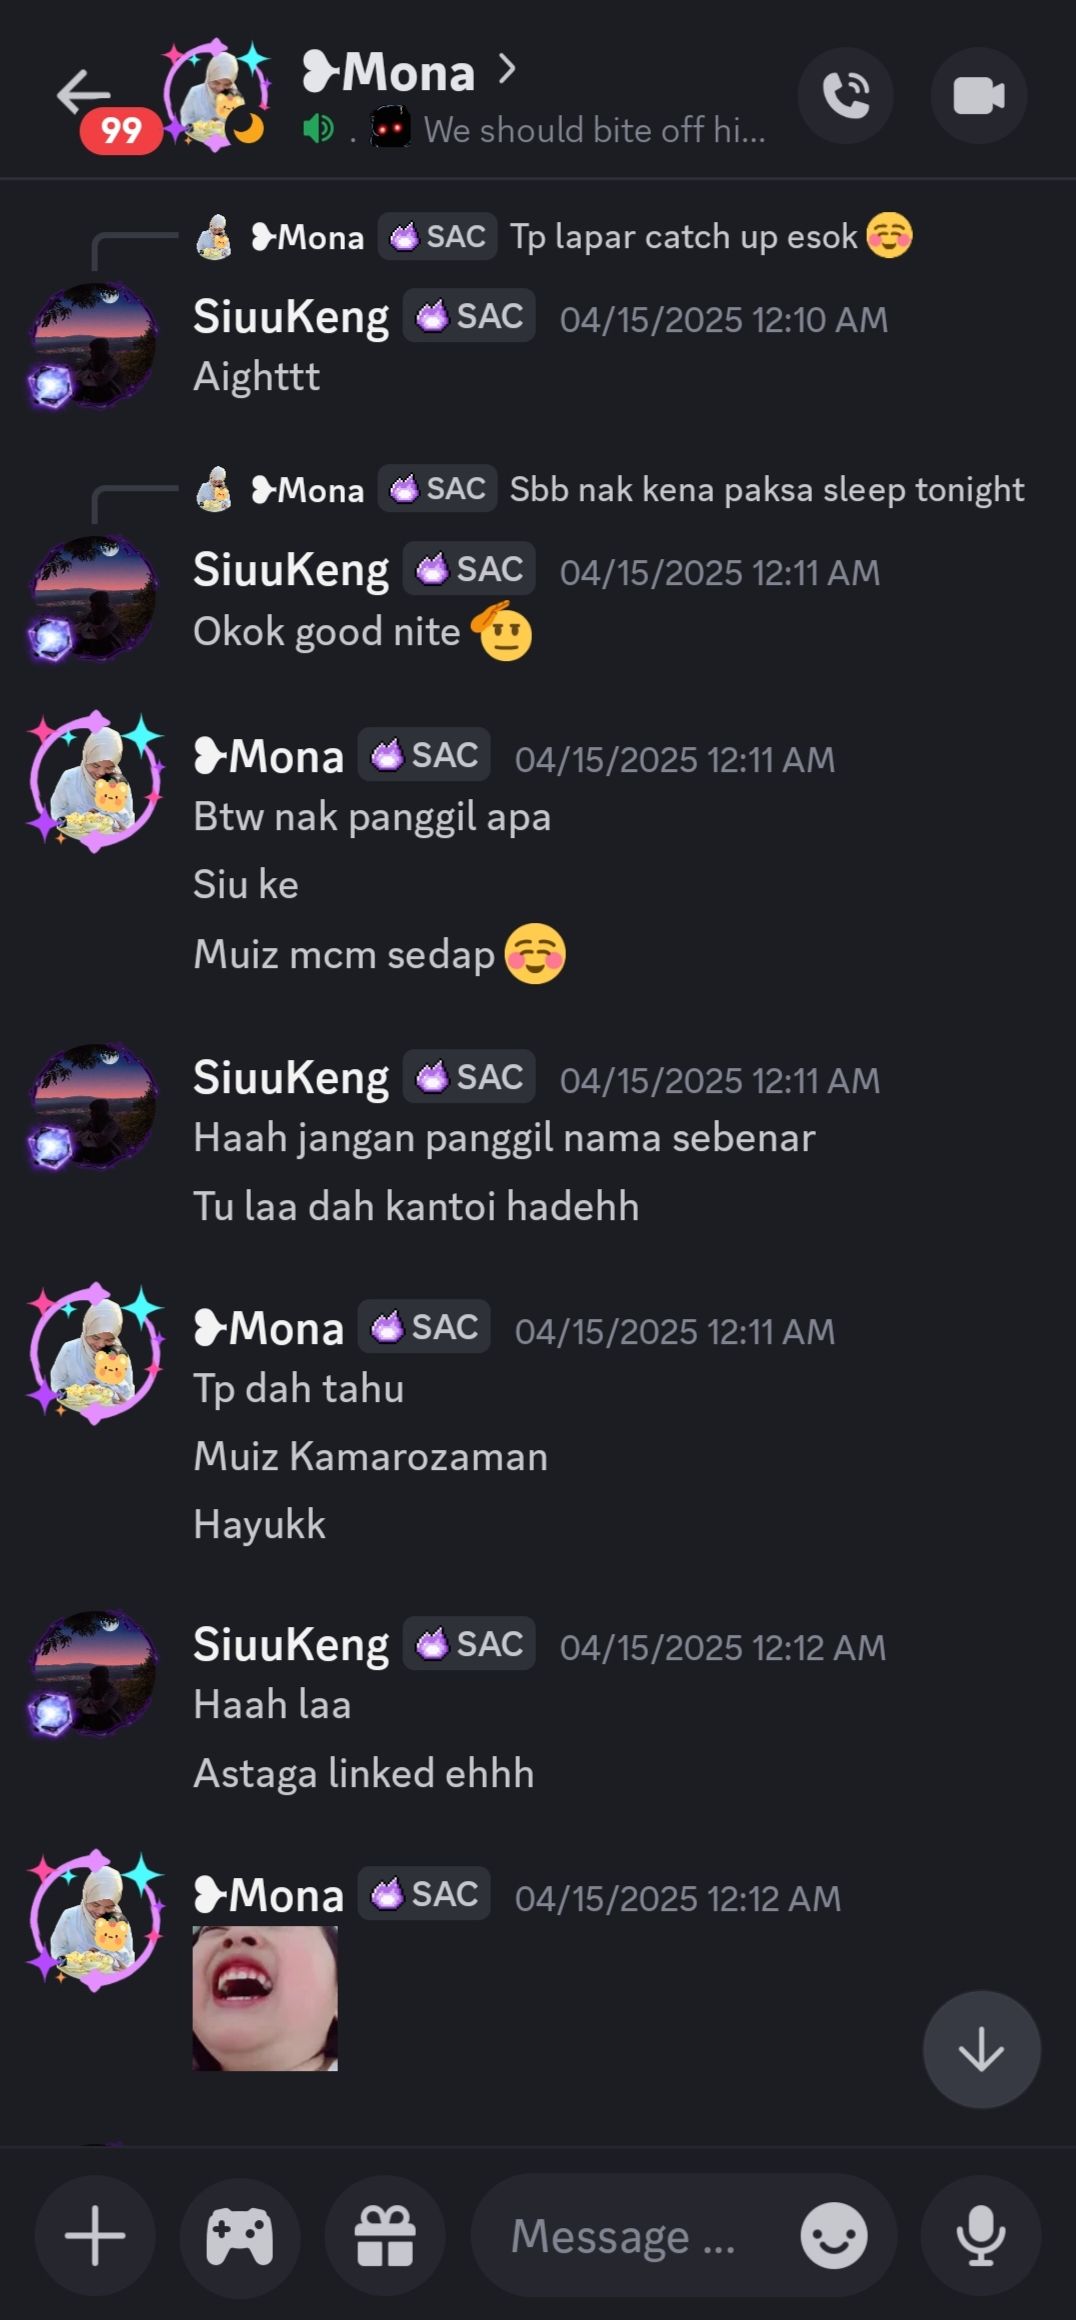 ❥Mona
99
. We should bite off hi...
❥Mona SAC Tp lapar catch up esok ☺️
SiuuKeng SAC 04/15/2025 12:10 AM
Aighttt
❥Mona SAC Sbb nak kena paksa sleep tonight
SiuuKeng SAC 04/15/2025 12:11 AM
Okok good nite 🫡
❥Mona SAC 04/15/2025 12:11 AM
Btw nak panggil apa
Siu ke
Muiz mcm sedap ☺️
SiuuKeng SAC 04/15/2025 12:11 AM
Haah jangan panggil nama sebenar
Tu laa dah kantoi hadehh
❥Mona SAC 04/15/2025 12:11 AM
Tp dah tahu
Muiz Kamarozaman
Hayukk
SiuuKeng SAC 04/15/2025 12:12 AM
Haah laa
Astaga linked ehhh
❥Mona SAC 04/15/2025 12:12 AM
Message ...